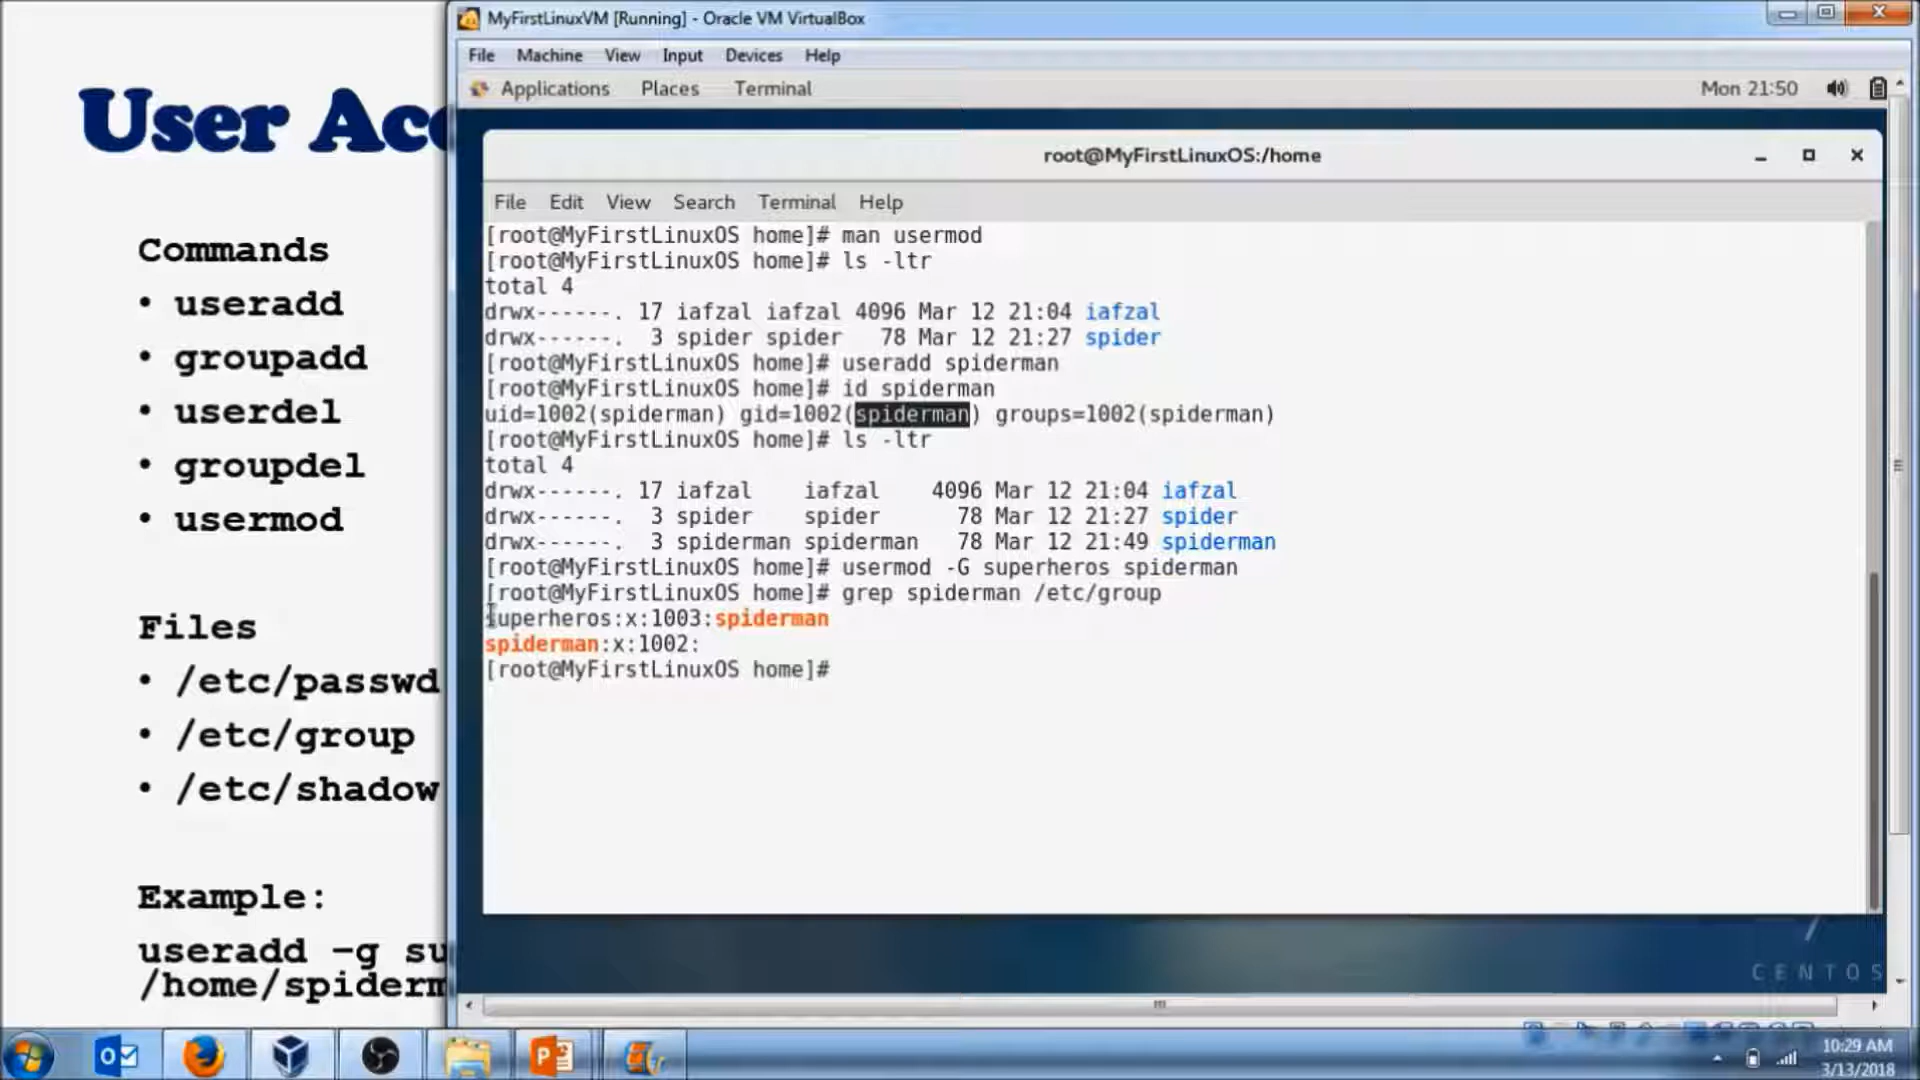 MyFirstLinuxVM [Running] - Oracle VM VirtualBox
File Machine View Input Devices Help
Applications Places Terminal Mon 21:50
root@MyFirstLinuxOS:/home
File Edit View Search Terminal Help
[root@MyFirstLinuxOS home]# man usermod
[root@MyFirstLinuxOS home]# ls -ltr
total 4
drwx------. 17 iafzal iafzal 4096 Mar 12 21:04 iafzal
drwx------. 3 spider spider 78 Mar 12 21:27 spider
[root@MyFirstLinuxOS home]# useradd spiderman
[root@MyFirstLinuxOS home]# id spiderman
uid=1002(spiderman) gid=1002(spiderman) groups=1002(spiderman)
[root@MyFirstLinuxOS home]# ls -ltr
total 4
drwx------. 17 iafzal iafzal 4096 Mar 12 21:04 iafzal
drwx------. 3 spider spider 78 Mar 12 21:27 spider
drwx------. 3 spiderman spiderman 78 Mar 12 21:49 spiderman
[root@MyFirstLinuxOS home]# usermod -G superheros spiderman
[root@MyFirstLinuxOS home]# grep spiderman /etc/group
superheros:x:1003:spiderman
spiderman:x:1002:
[root@MyFirstLinuxOS home]#
7
CENTOS
User Acc
Commands
• useradd
• groupadd
• userdel
• groupdel
• usermod
Files
• /etc/passwd
• /etc/group
• /etc/shadow
Example:
useradd –g su
/home/spiderm
10:29 AM
3/13/2018